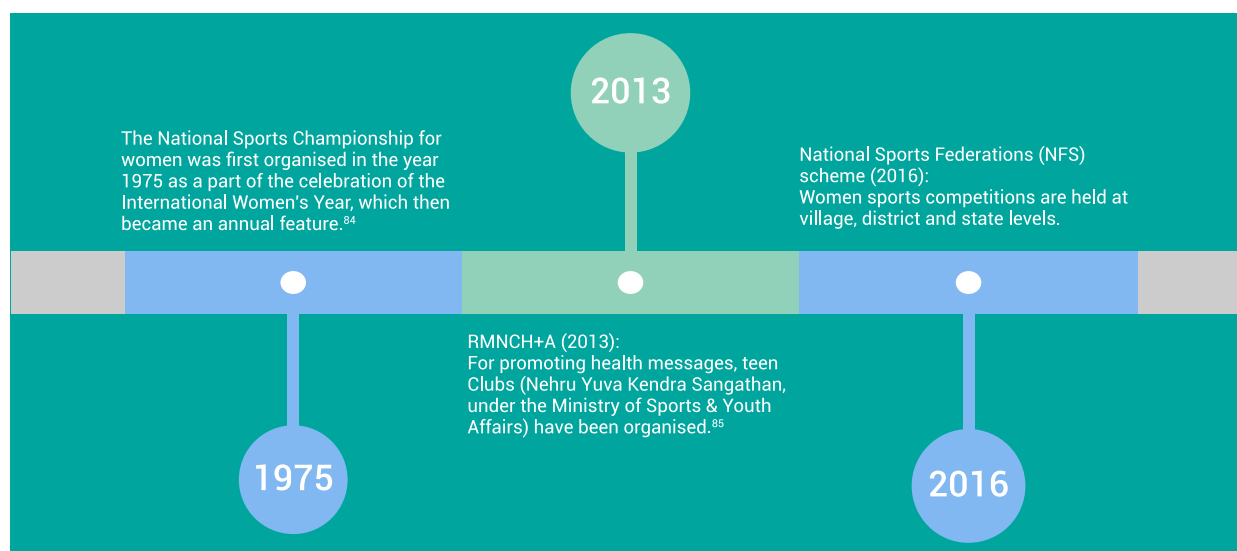 2013
The National Sports Championship for
women was first organised in the year
1975 as a part of the celebration of the
International Women's Year, which then
became an annual feature.84
National Sports Federations (NFS)
scheme (2016):
Women sports competitions are held at
village, district and state levels.
RMNCH+A (2013):
For promoting health messages, teen
Clubs (Nehru Yuva Kendra Sangathan,
under the Ministry of Sports & Youth
Affairs) have been organised.85
1975
2016